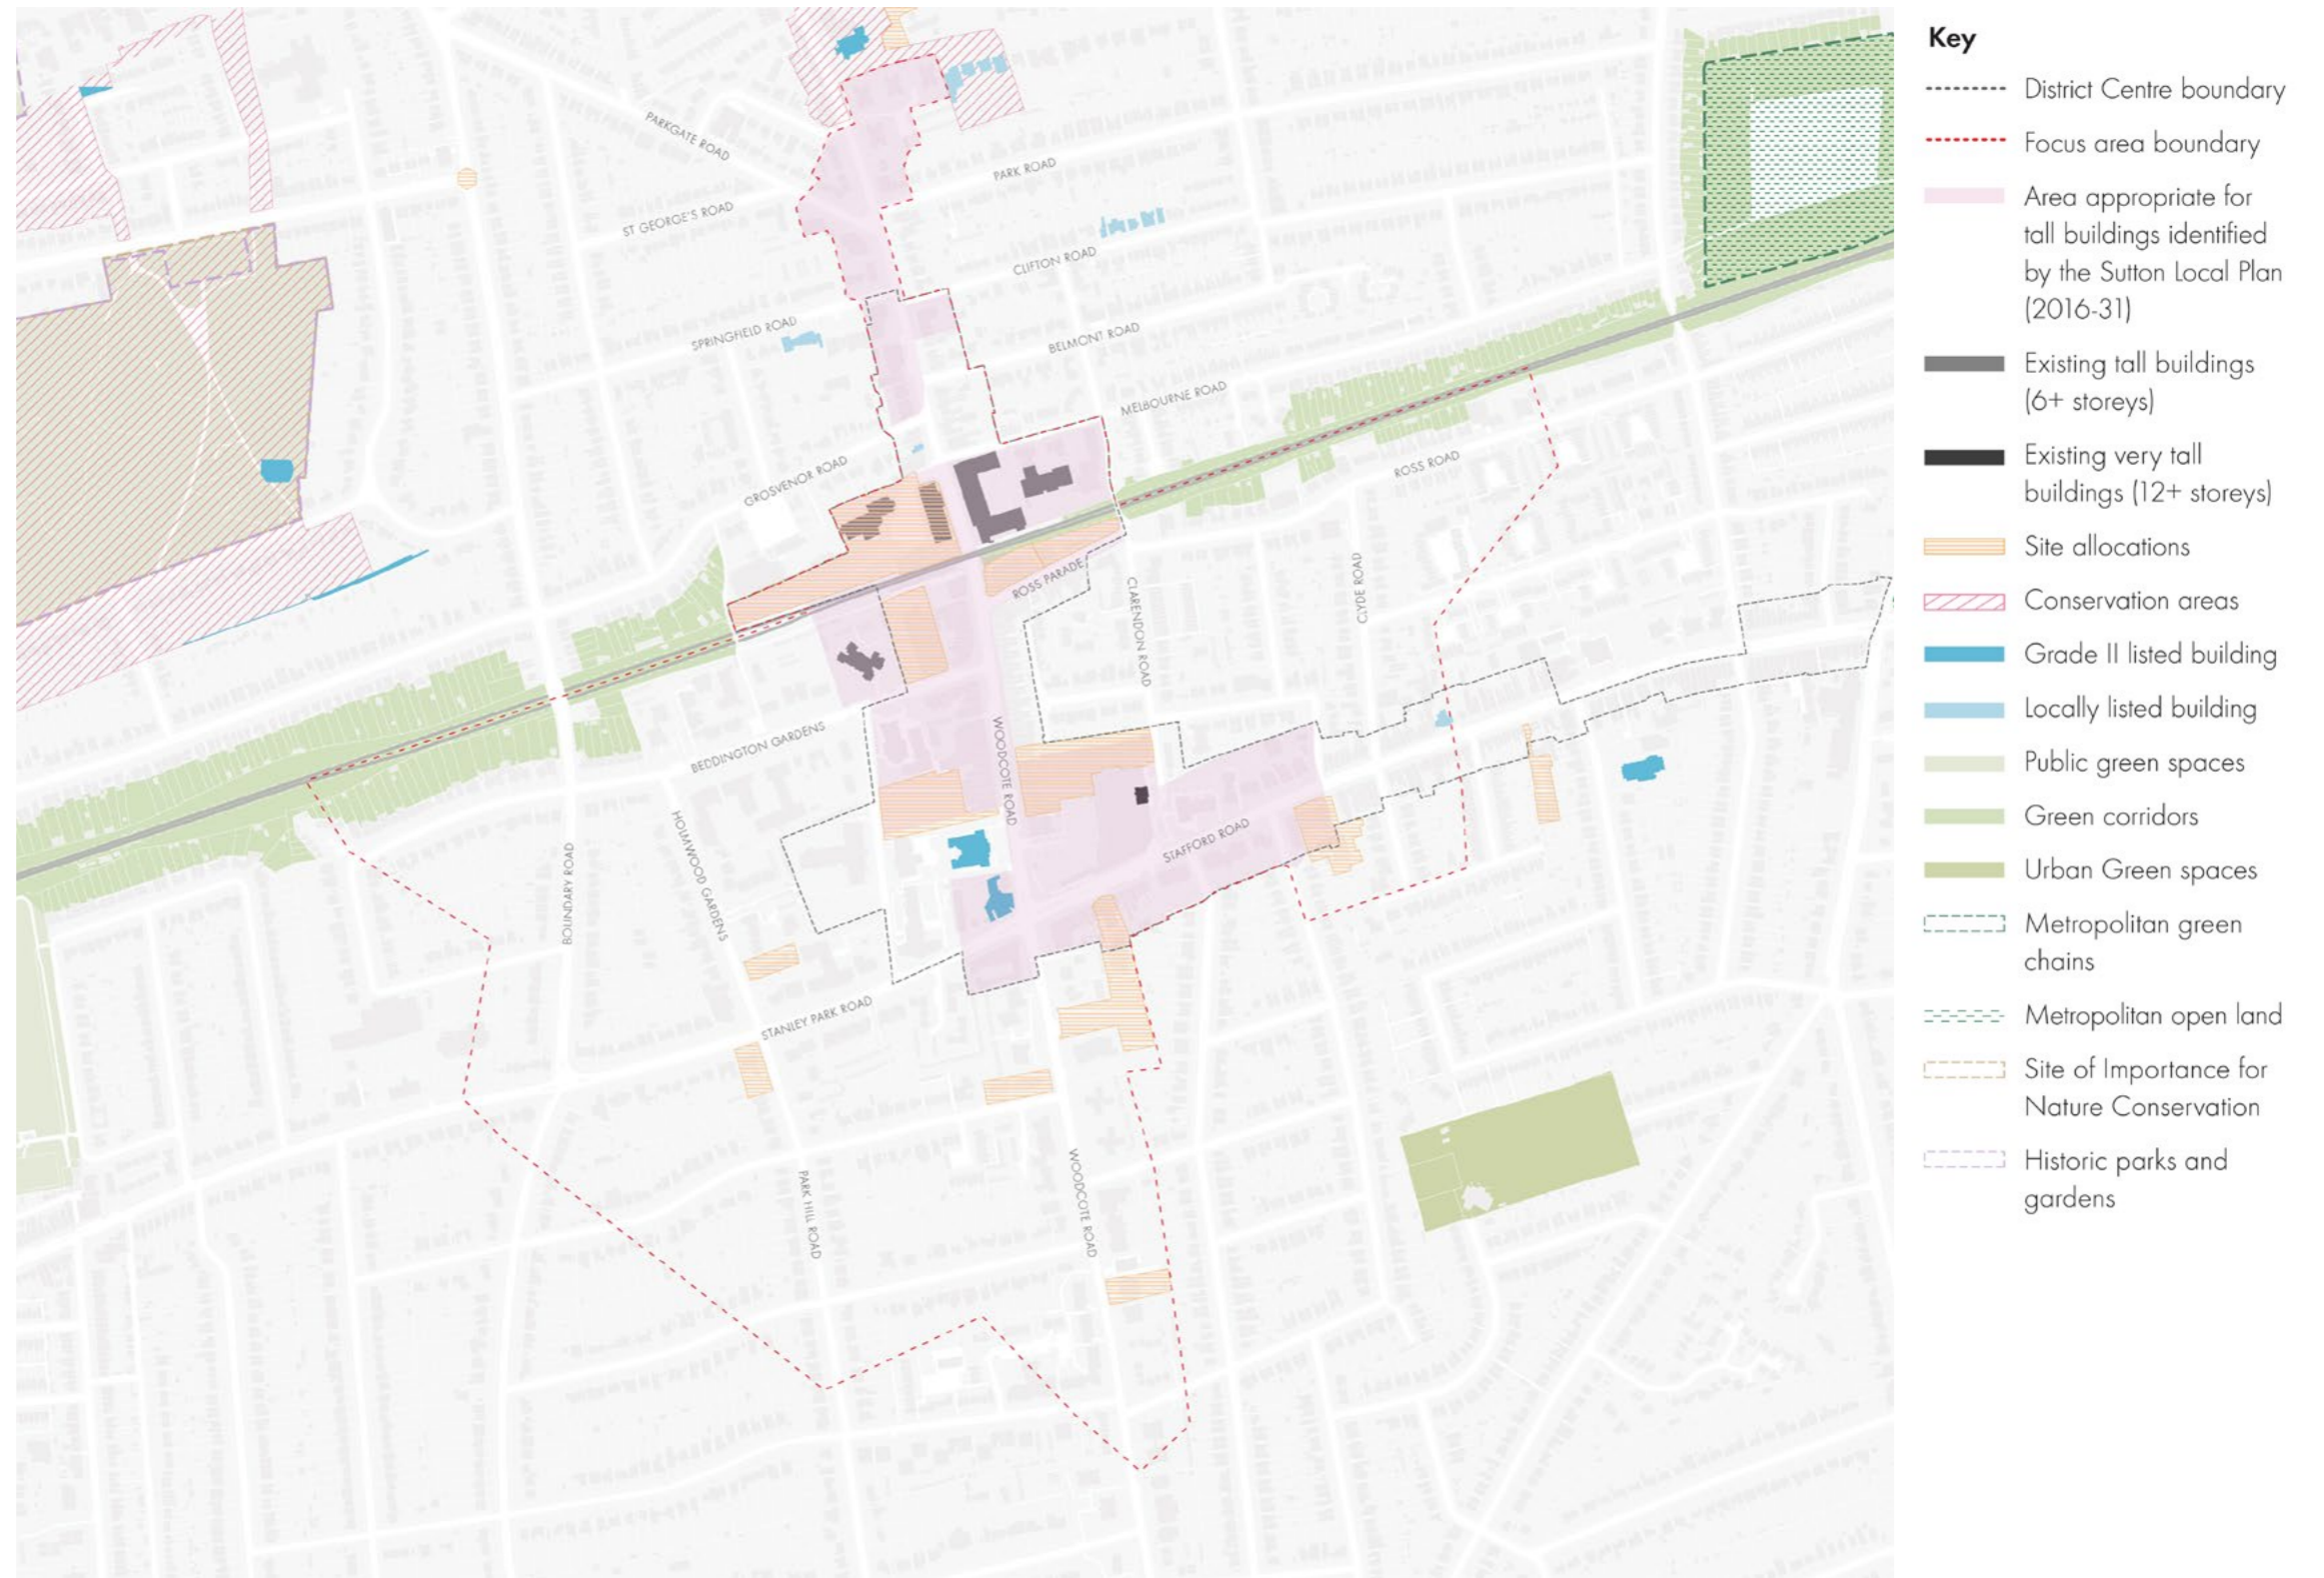 PARKGATE ROAD
PARK ROAD
ST GEORGE'S ROAD
CLIFTON ROAD
SPRINGFIELD ROAD
BELMONT ROAD
MELBOURNE ROAD
GROSVENOR ROAD
ROSS ROAD
ROSS PARADE
CLARENDON ROAD
CLYDE ROAD
BEDDINGTON GARDENS
WOODCOTE ROAD
HOLMWOOD GARDENS
BOUNDARY ROAD
STAFFORD ROAD
STANLEY PARK ROAD
PARK HILL ROAD
WOODCOTE ROAD
Key
District Centre boundary
Focus area boundary
Area appropriate for
tall buildings identified
by the Sutton Local Plan
(2016-31)
Existing tall buildings
(6+ storeys)
Existing very tall
buildings (12+ storeys)
Site allocations
Conservation areas
Grade II listed building
Locally listed building
Public green spaces
Green corridors
Urban Green spaces
Metropolitan green
chains
Metropolitan open land
Site of Importance for
Nature Conservation
Historic parks and
gardens